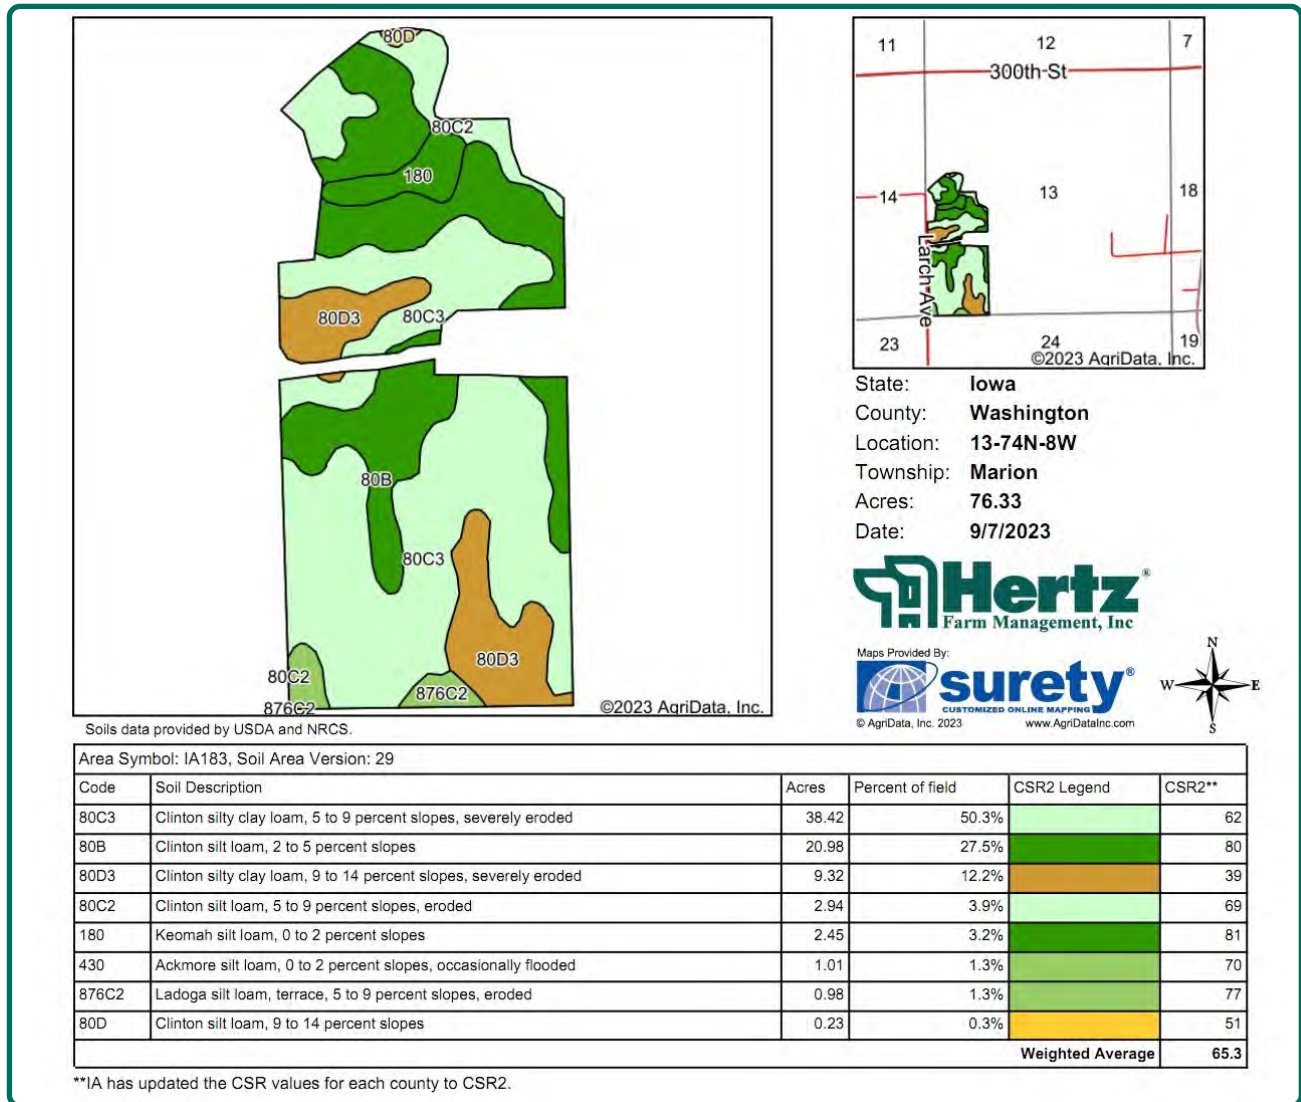 80D
80C2
180
80D3
80C3
80B
80C3
80D3
80C2
876C2
876C2
©2023 AgriData, Inc.
Soils data provided by USDA and NRCS.
11
12
7
300th St
14
13
18
Larch Ave
23
24
19
©2023 AgriData, Inc.
State: Iowa
County: Washington
Location: 13-74N-8W
Township: Marion
Acres: 76.33
Date: 9/7/2023
Hertz®
Farm Management, Inc
Maps Provided By:
surety®
CUSTOMIZED ONLINE MAPPING
© AgriData, Inc. 2023 www.AgriDataInc.com
N
W E
S
Area Symbol: IA183, Soil Area Version: 29
Code Soil Description Acres Percent of field CSR2 Legend CSR2**
80C3 Clinton silty clay loam, 5 to 9 percent slopes, severely eroded 38.42 50.3% 62
80B Clinton silt loam, 2 to 5 percent slopes 20.98 27.5% 80
80D3 Clinton silty clay loam, 9 to 14 percent slopes, severely eroded 9.32 12.2% 39
80C2 Clinton silt loam, 5 to 9 percent slopes, eroded 2.94 3.9% 69
180 Keomah silt loam, 0 to 2 percent slopes 2.45 3.2% 81
430 Ackmore silt loam, 0 to 2 percent slopes, occasionally flooded 1.01 1.3% 70
876C2 Ladoga silt loam, terrace, 5 to 9 percent slopes, eroded 0.98 1.3% 77
80D Clinton silt loam, 9 to 14 percent slopes 0.23 0.3% 51
Weighted Average 65.3
**IA has updated the CSR values for each county to CSR2.